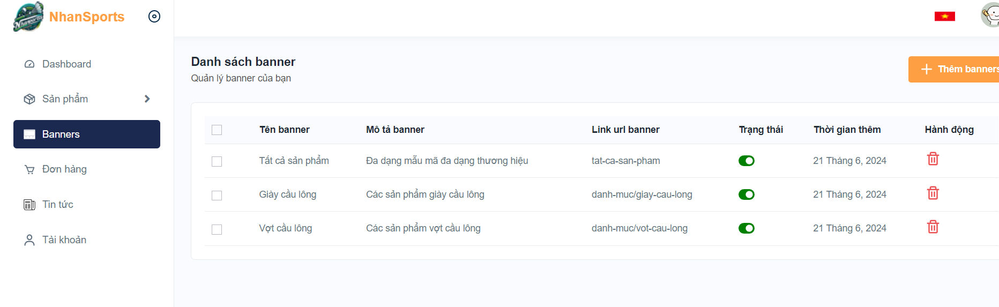 Nhansports
NhanSports
Dashboard
Sản phẩm
Banners
Đơn hàng
Tin tức
Tài khoản
Danh sách banner
Quản lý banner của bạn
Thêm banners
Tên banner Mô tả banner Link url banner Trạng thái Thời gian thêm Hành động
Tất cả sản phẩm Đa dạng mẫu mã đa dạng thương hiệu tat-ca-san-pham 21 Tháng 6, 2024
Giày cầu lông Các sản phẩm giày cầu lông danh-muc/giay-cau-long 21 Tháng 6, 2024
Vợt cầu lông Các sản phẩm vợt cầu lông danh-muc/vot-cau-long 21 Tháng 6, 2024